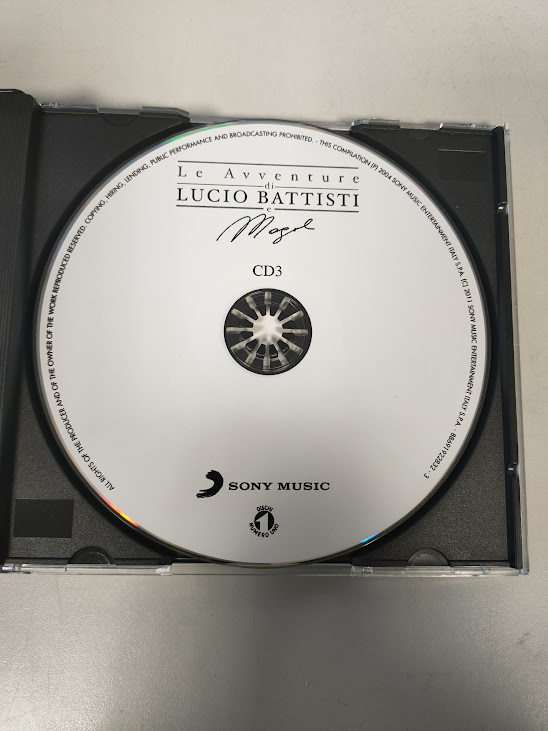 Le Avventure
di
LUCIO BATTISTI
e
Mogol
CD3
SONY MUSIC
DISCHI
1
NUMERO UNO
ALL RIGHTS OF THE PRODUCER AND OF THE OWNER OF THE WORK REPRODUCED RESERVED. COPYING, HIRING, LENDING, PUBLIC PERFORMANCE AND BROADCASTING PROHIBITED. - THIS COMPILATION (P) 2004 SONY MUSIC ENTERTAINMENT ITALY S.P.A. (C) 2011 SONY MUSIC ENTERTAINMENT ITALY S.P.A. - 88691922832 - 3